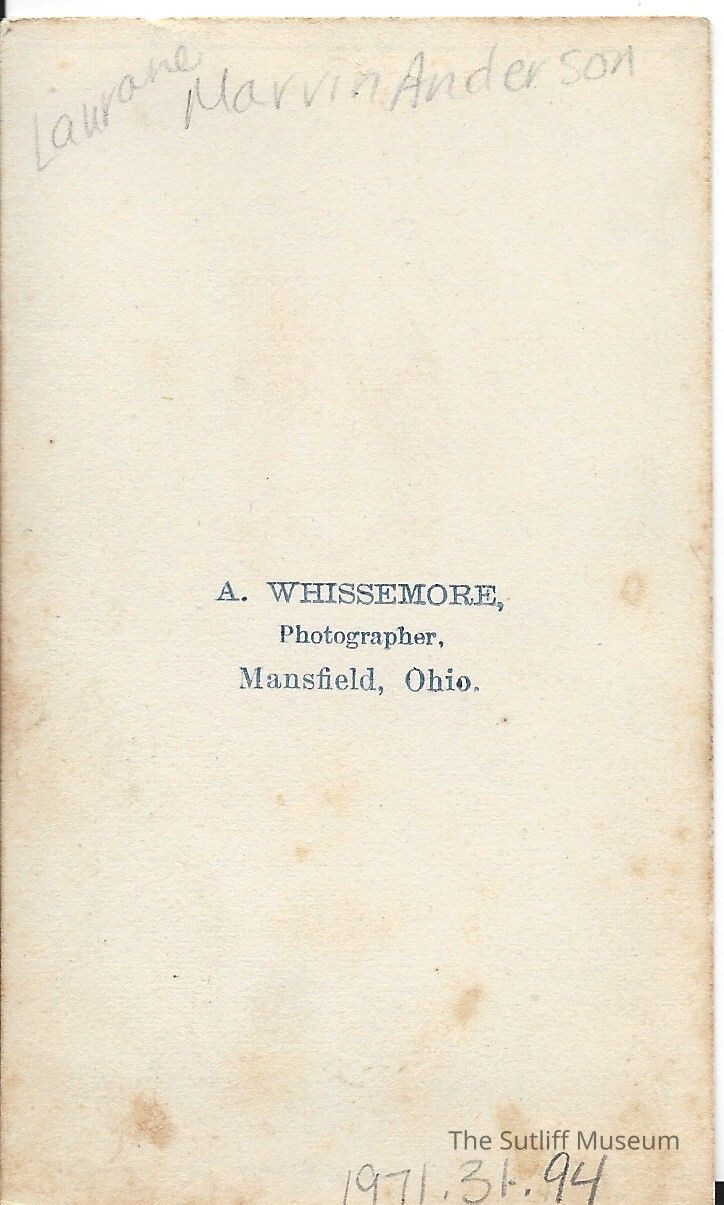 Laurane Marvin Anderson
A. WHISSEMORE,
Photographer,
Mansfield, Ohio.
The Sutliff Museum
1971.31.94